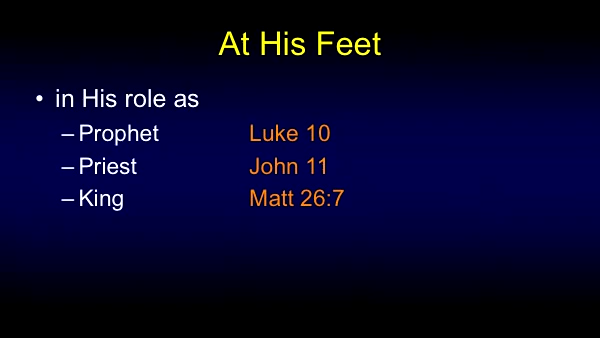 At His Feet
• in His role as
– Prophet Luke 10
– Priest John 11
– King Matt 26:7